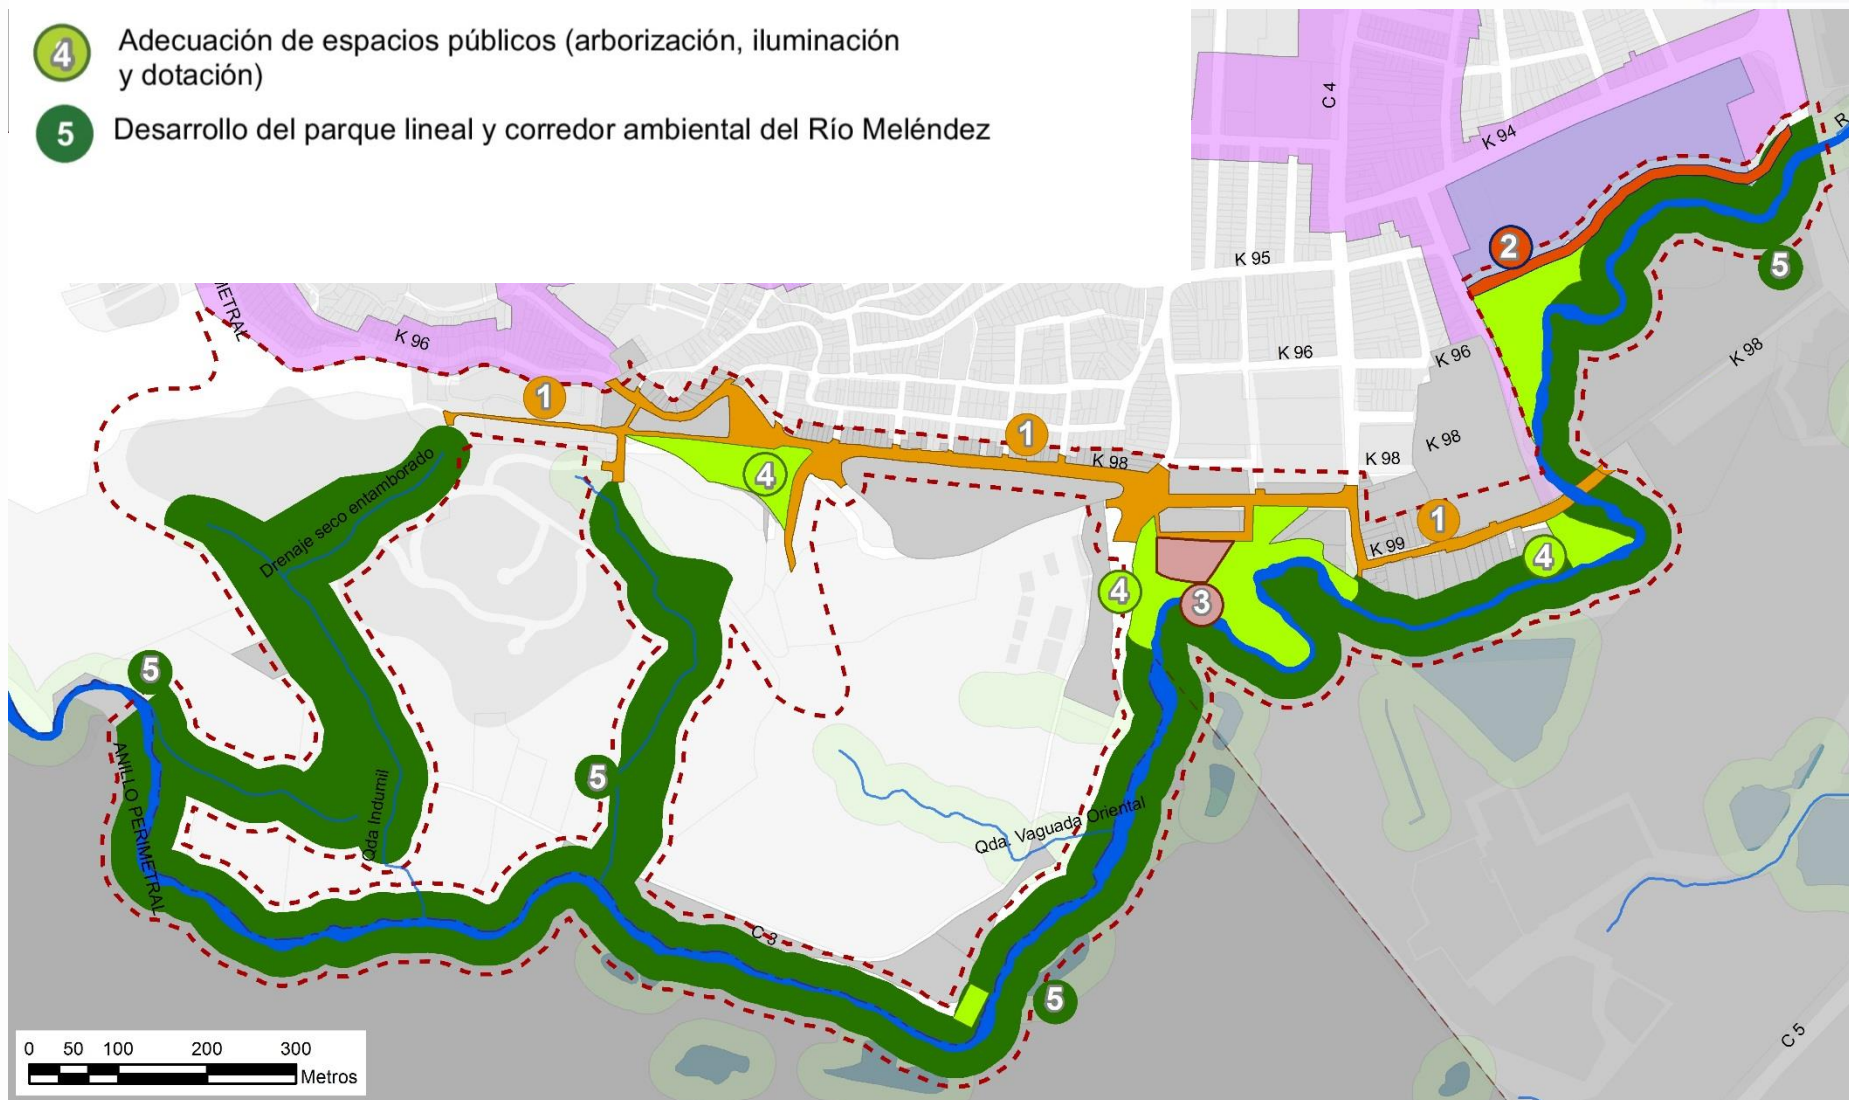 4 Adecuación de espacios públicos (arborización, iluminación
y dotación)
5 Desarrollo del parque lineal y corredor ambiental del Río Meléndez
C 4
K 94
R
2
K 95
5
METRAL
K 96
K 96
K 96
K 98
1
1
K 98
K 98
K 98
4
1
K 99
4
4
3
Drenaje seco entamborado
5
5
ANILLO PERIMETRAL
Qda Indumil
Qda. Vaguada Oriental
C 3
5
C 5
0 50 100 200 300
Metros